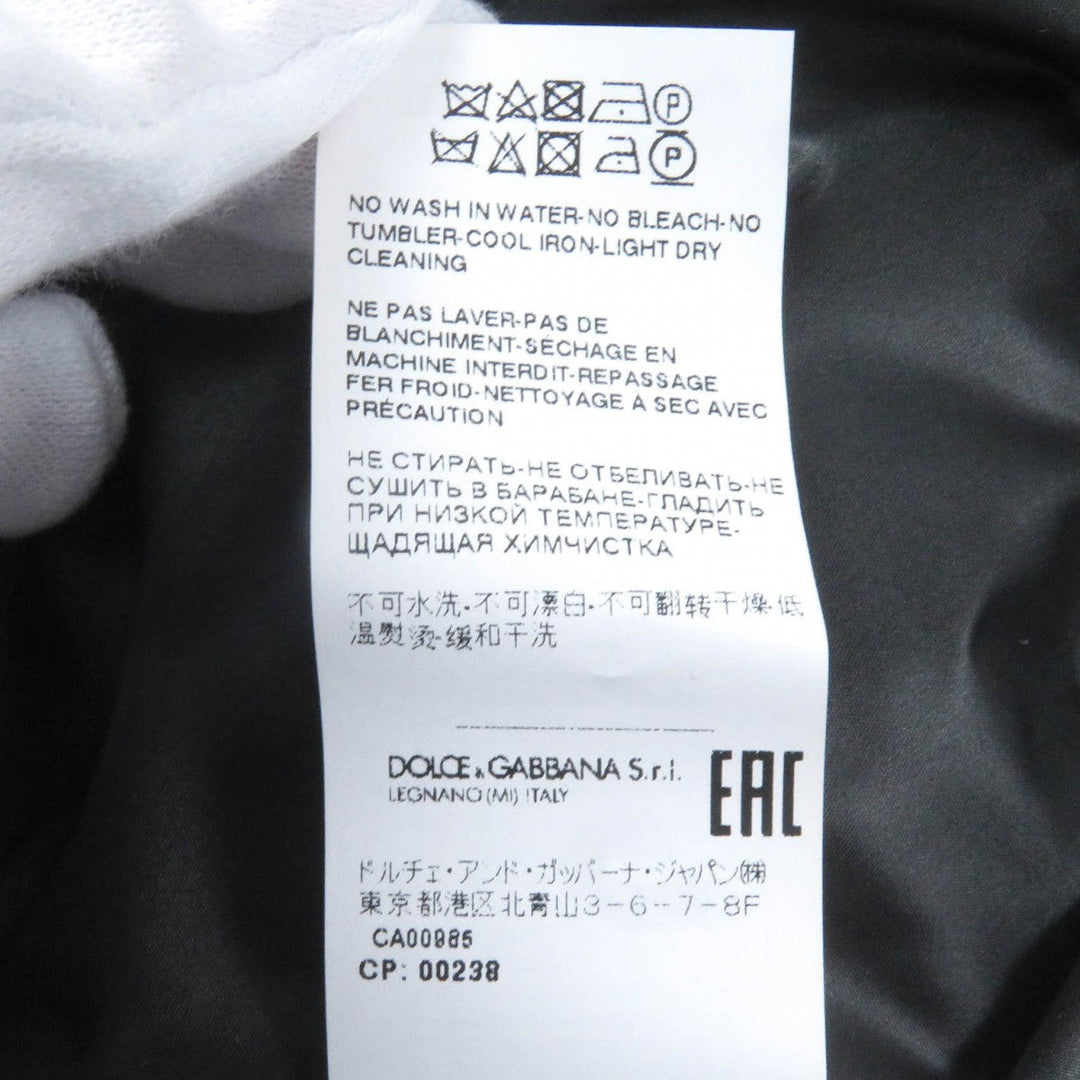 P
P
NO WASH IN WATER-NO BLEACH-NO
TUMBLER-COOL IRON-LIGHT DRY
CLEANING
NE PAS LAVER-PAS DE
BLANCHIMENT-SÉCHAGE EN
MACHINE INTERDIT-REPASSAGE
FER FROID-NETTOYAGE À SEC AVEC
PRÉCAUTION
НЕ СТИРАТЬ-НЕ ОТБЕЛИВАТЬ-НЕ
СУШИТЬ В БАРАБАНЕ-ГЛАДИТЬ
ПРИ НИЗКОЙ ТЕМПЕРАТУРЕ-
ЩАДЯЩАЯ ХИМЧИСТКА
不可水洗-不可漂白-不可翻转干燥-低
温熨烫-缓和干洗
DOLCE & GABBANA S.r.l.
LEGNANO (MI) ITALY
EAC
ドルチェ・アンド・ガッバーナ・ジャパン㈱
東京都港区北青山3-6-7-8F
CA00985
CP: 00238